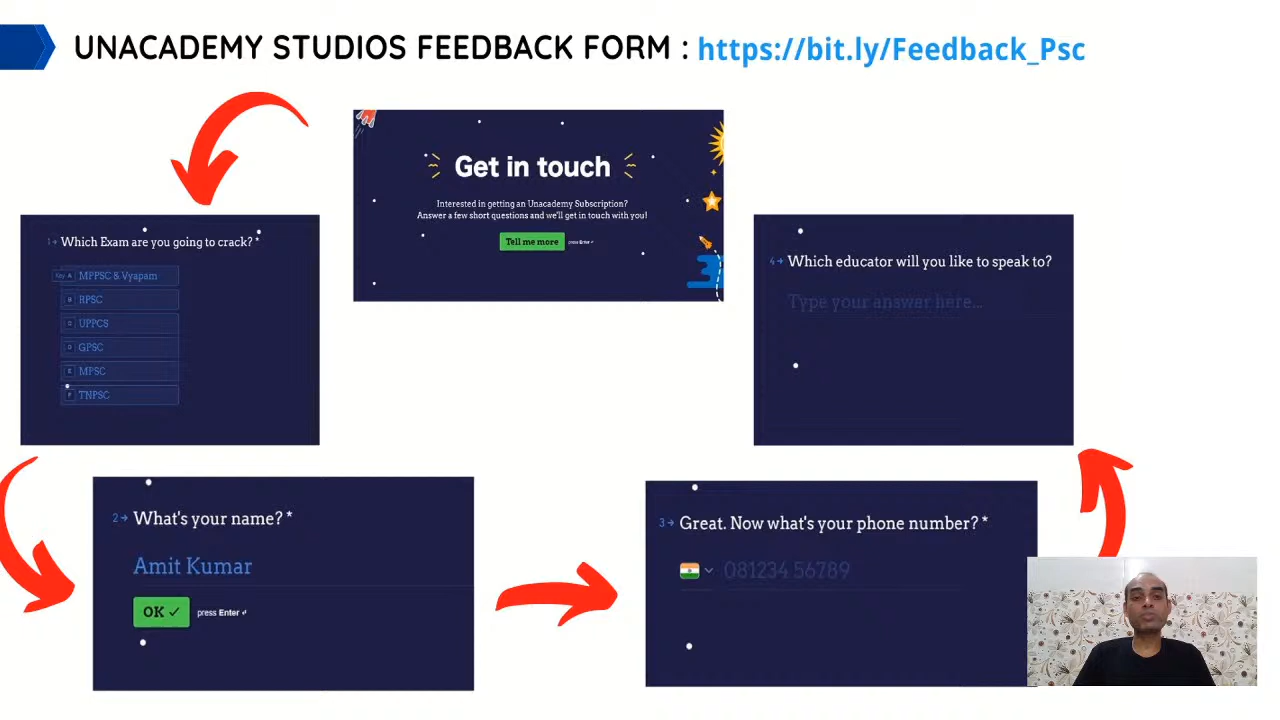 UNACADEMY STUDIOS FEEDBACK FORM : https://bit.ly/Feedback_Psc
Get in touch
Interested in getting an Unacademy Subscription?
Answer a few short questions and we'll get in touch with you!
Tell me more press Enter ↵
1→ Which Exam are you going to crack? *
Key A MPPSC & Vyapam
B RPSC
C UPPCS
D GPSC
E MPSC
F TNPSC
2→ What's your name? *
Amit Kumar
OK ✓ press Enter ↵
3→ Great. Now what's your phone number? *
081234 56789
4→ Which educator will you like to speak to?
Type your answer here...